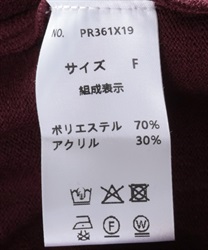 NO. PR361X19
サイズ F
組成表示
ポリエステル 70%
アクリル 30%
F W